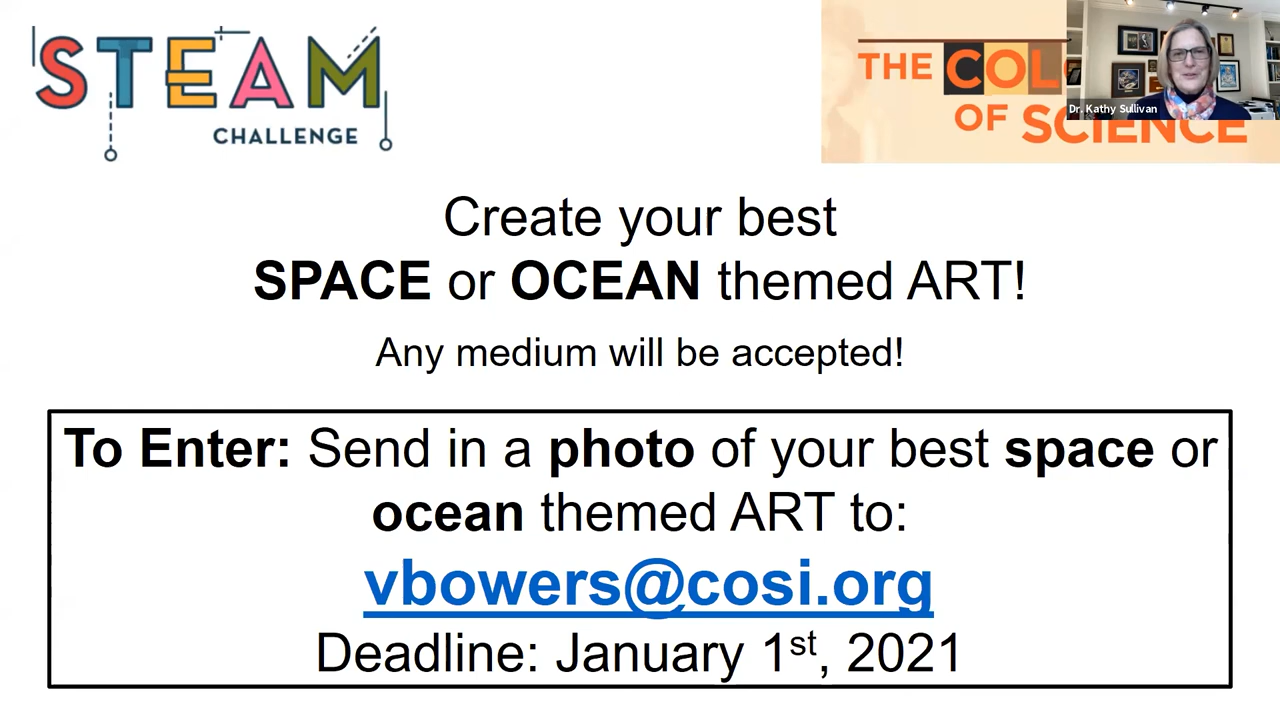 STEAM
CHALLENGE
THE COL
OF SCIENCE
Dr. Kathy Sullivan
Create your best
SPACE or OCEAN themed ART!
Any medium will be accepted!
To Enter: Send in a photo of your best space or
ocean themed ART to:
vbowers@cosi.org
Deadline: January 1st, 2021